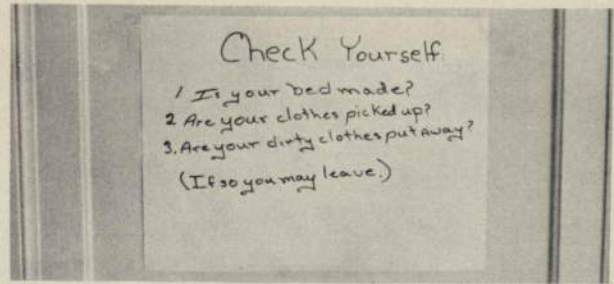 Check Yourself.
1 Is your bed made?
2 Are your clothes picked up?
3. Are your dirty clothes put away?
(If so you may leave.)